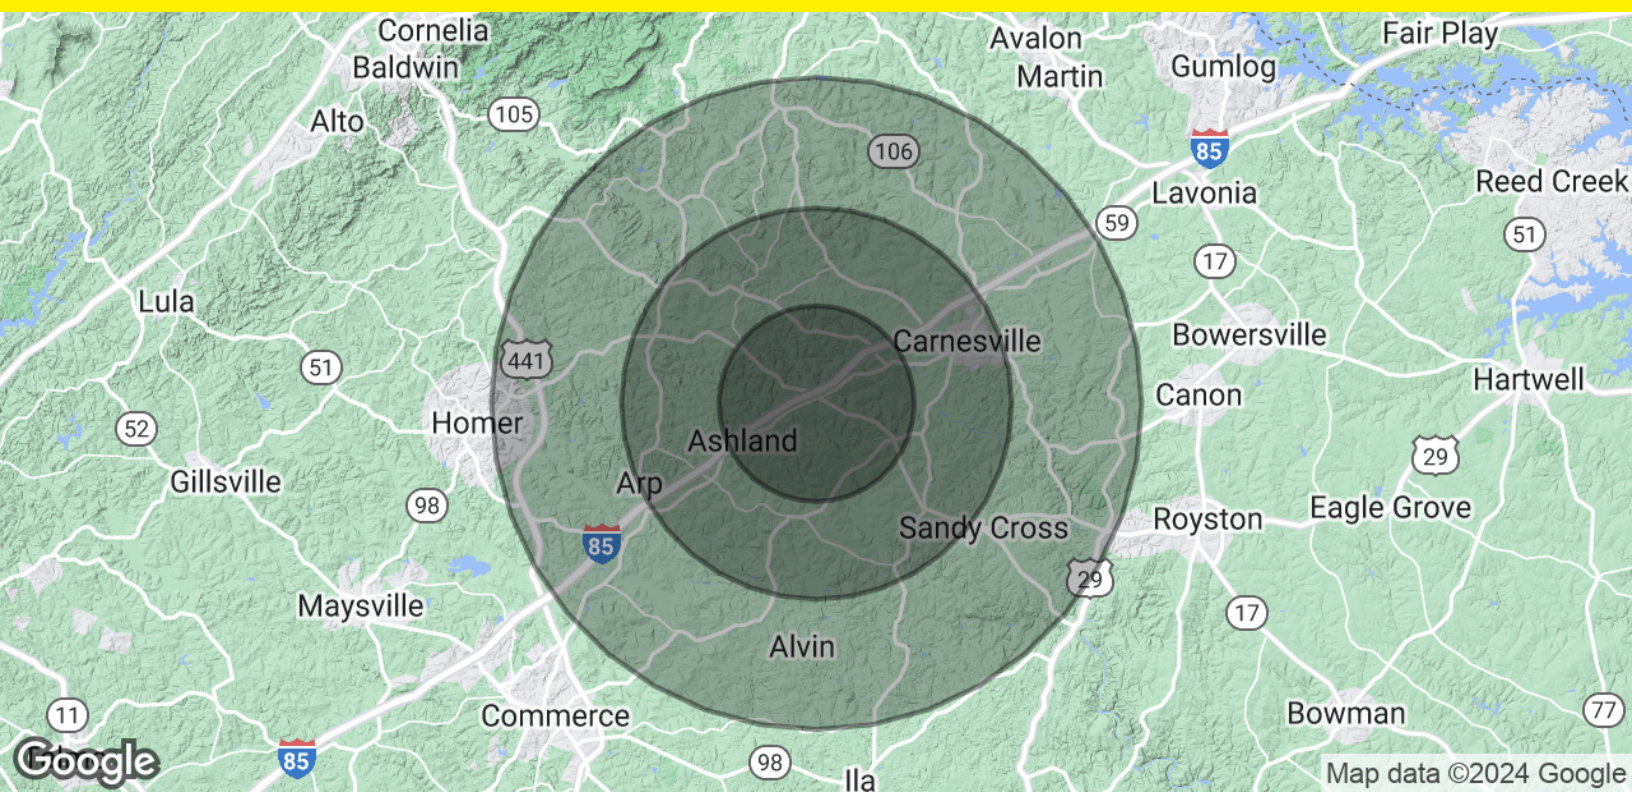 Cornelia
Avalon
Fair Play
Baldwin
Martin
Gumlog
105
Alto
106
85
Reed Creek
Lavonia
59
51
17
Lula
Bowersville
Carnesville
441
51
Hartwell
Canon
Homer
52
Ashland
29
Gillsville
Arp
98
Eagle Grove
Royston
Sandy Cross
85
29
Maysville
17
Alvin
11
Commerce
Bowman
77
85
Google
98
Ila
Map data ©2024 Google